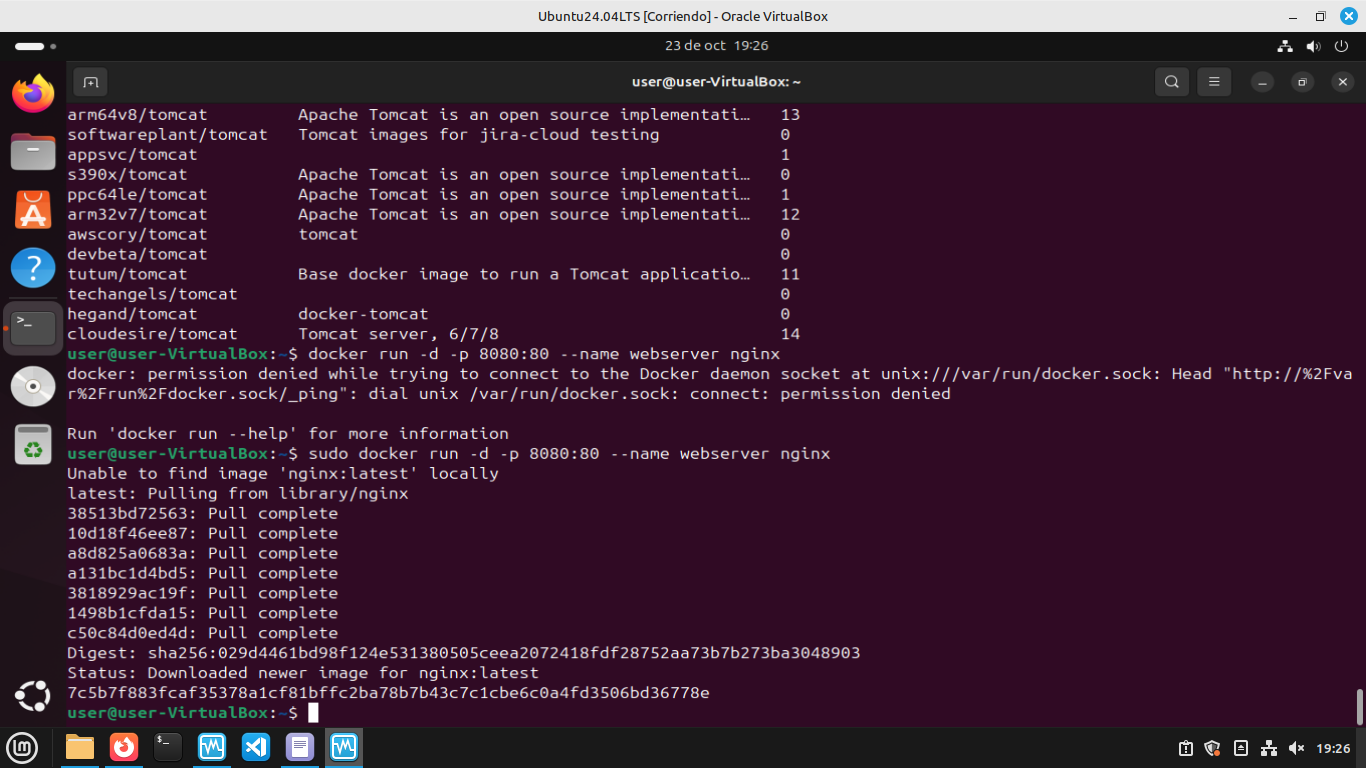 Ubuntu24.04LTS [Corriendo] - Oracle VirtualBox
23 de oct 19:26
user@user-VirtualBox: ~
arm64v8/tomcat Apache Tomcat is an open source implementati… 13
softwareplant/tomcat Tomcat images for jira-cloud testing 0
appsvc/tomcat 1
s390x/tomcat Apache Tomcat is an open source implementati… 0
ppc64le/tomcat Apache Tomcat is an open source implementati… 1
arm32v7/tomcat Apache Tomcat is an open source implementati… 12
awscory/tomcat tomcat 0
devbeta/tomcat 0
tutum/tomcat Base docker image to run a Tomcat applicatio… 11
techangels/tomcat 0
hegand/tomcat docker-tomcat 0
cloudesire/tomcat Tomcat server, 6/7/8 14
user@user-VirtualBox:~$ docker run -d -p 8080:80 --name webserver nginx
docker: permission denied while trying to connect to the Docker daemon socket at unix:///var/run/docker.sock: Head "http://%2Fva
r%2Frun%2Fdocker.sock/_ping": dial unix /var/run/docker.sock: connect: permission denied
Run 'docker run --help' for more information
user@user-VirtualBox:~$ sudo docker run -d -p 8080:80 --name webserver nginx
Unable to find image 'nginx:latest' locally
latest: Pulling from library/nginx
38513bd72563: Pull complete
10d18f46ee87: Pull complete
a8d825a0683a: Pull complete
a131bc1d4bd5: Pull complete
3818929ac19f: Pull complete
1498b1cfda15: Pull complete
c50c84d0ed4d: Pull complete
Digest: sha256:029d4461bd98f124e531380505ceea2072418fdf28752aa73b7b273ba3048903
Status: Downloaded newer image for nginx:latest
7c5b7f883fcaf35378a1cf81bffc2ba78b7b43c7c1cbe6c0a4fd3506bd36778e
user@user-VirtualBox:~$
19:26